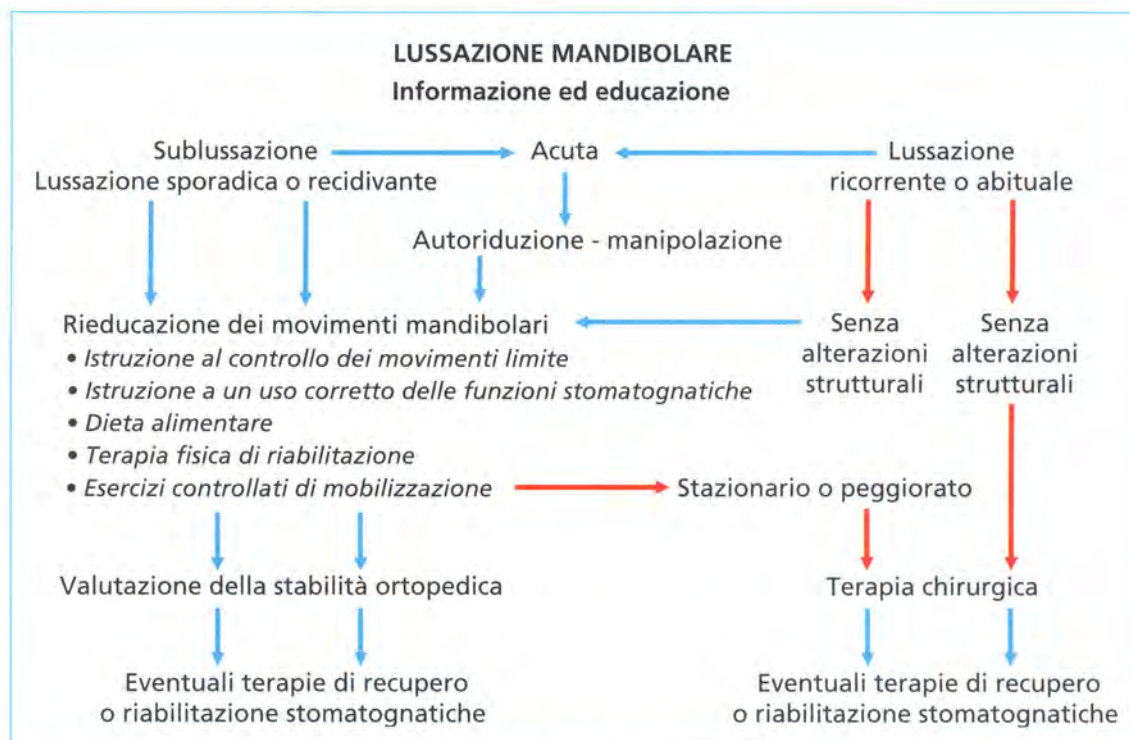 LUSSAZIONE MANDIBOLARE
Informazione ed educazione
Sublussazione
Lussazione sporadica o recidivante
Acuta
Lussazione
ricorrente o abituale
Autoriduzione - manipolazione
Rieducazione dei movimenti mandibolari
• Istruzione al controllo dei movimenti limite
• Istruzione a un uso corretto delle funzioni stomatognatiche
• Dieta alimentare
• Terapia fisica di riabilitazione
• Esercizi controllati di mobilizzazione
Senza
alterazioni
strutturali
Senza
alterazioni
strutturali
Stazionario o peggiorato
Valutazione della stabilità ortopedica
Terapia chirurgica
Eventuali terapie di recupero
o riabilitazione stomatognatiche
Eventuali terapie di recupero
o riabilitazione stomatognatiche